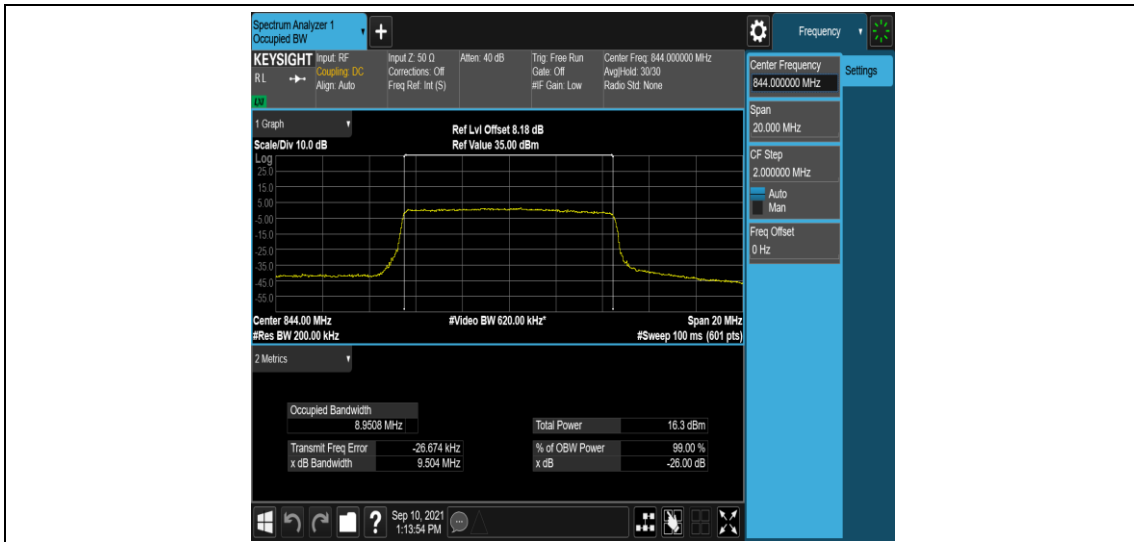 Spectrum Analyzer 1
Occupied BW
+
Frequency
KEYSIGHT
RL
LXI
Input: RF
Coupling: DC
Align: Auto
Input Z: 50 Ω
Corrections: Off
Freq Ref: Int (S)
Atten: 40 dB
Trig: Free Run
Gate: Off
#IF Gain: Low
Center Freq: 844.000000 MHz
Avg|Hold: 30/30
Radio Std: None
Center Frequency
844.000000 MHz
Settings
Span
20.000 MHz
CF Step
2.000000 MHz
Auto
Man
Freq Offset
0 Hz
1 Graph
Scale/Div 10.0 dB
Ref Lvl Offset 8.18 dB
Ref Value 35.00 dBm
Log
25.0
15.0
5.00
-5.00
-15.0
-25.0
-35.0
-45.0
-55.0
Center 844.00 MHz
#Video BW 620.00 kHz*
Span 20 MHz
#Res BW 200.00 kHz
#Sweep 100 ms (601 pts)
2 Metrics
Occupied Bandwidth
8.9508 MHz
Total Power 16.3 dBm
Transmit Freq Error -26.674 kHz
% of OBW Power 99.00 %
x dB Bandwidth 9.504 MHz
x dB -26.00 dB
?
Sep 10, 2021
1:13:54 PM